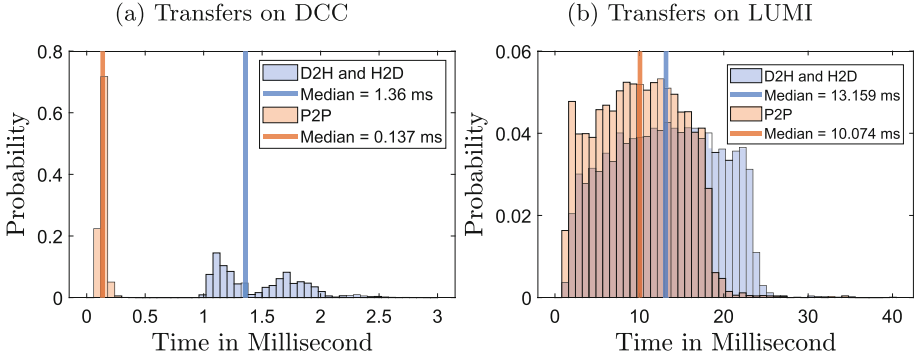 (a) Transfers on DCC
0.8
0.6
0.4
0.2
0
Probability
D2H and H2D
Median = 1.36 ms
P2P
Median = 0.137 ms
0 0.5 1 1.5 2 2.5 3
Time in Millisecond
(b) Transfers on LUMI
0.06
0.04
0.02
0
Probability
D2H and H2D
Median = 13.159 ms
P2P
Median = 10.074 ms
0 10 20 30 40
Time in Millisecond